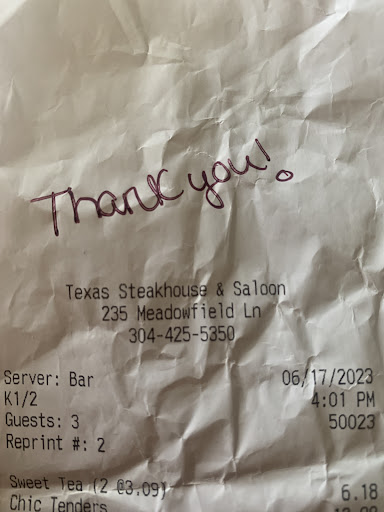 Thank you!
Texas Steakhouse & Saloon
235 Meadowfield Ln
304-425-5350
Server: Bar 06/17/2023
K1/2 4:01 PM
Guests: 3 50023
Reprint #: 2
Sweet Tea (2 @3.09) 6.18
Chic Tenders